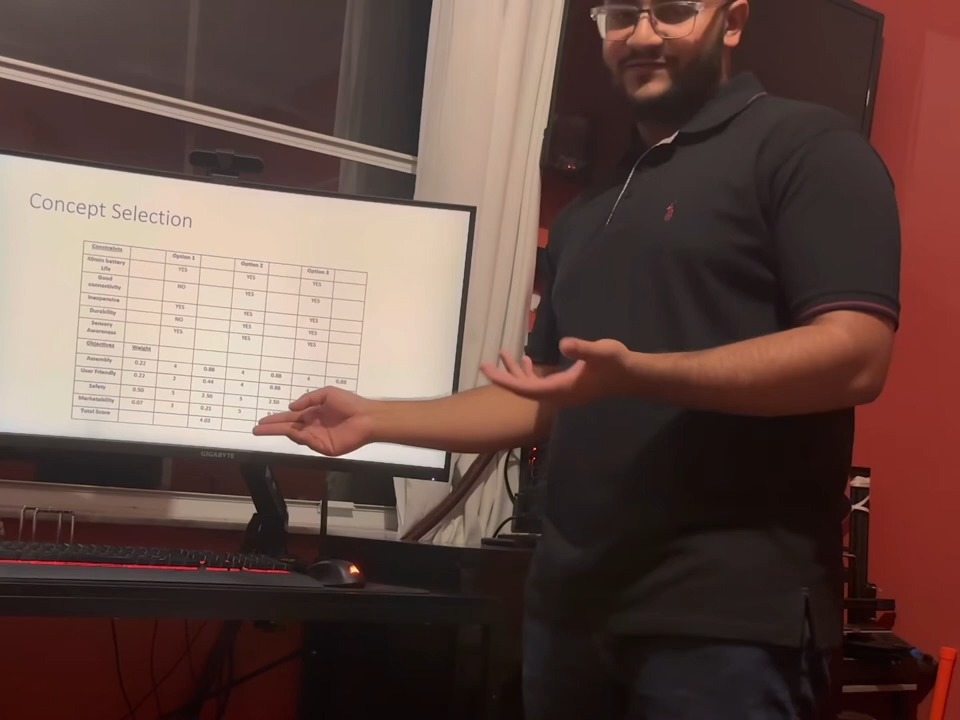 Concept Selection
Constraints Option 1 Option 2 Option 3
48min battery Life YES YES YES
Good connectivity NO YES YES
Inexpensive YES YES YES
Durability NO YES YES
Sensory Awareness YES YES YES
Objectives Weight
Assembly 0.22 4 0.88 4 0.88 4 0.88
User Friendly 0.22 2 0.44 4 0.88
Safety 0.50 5 2.50 5 2.50
Marketability 0.07 3 0.21 5
Total Score 4.03
GIGABYTE